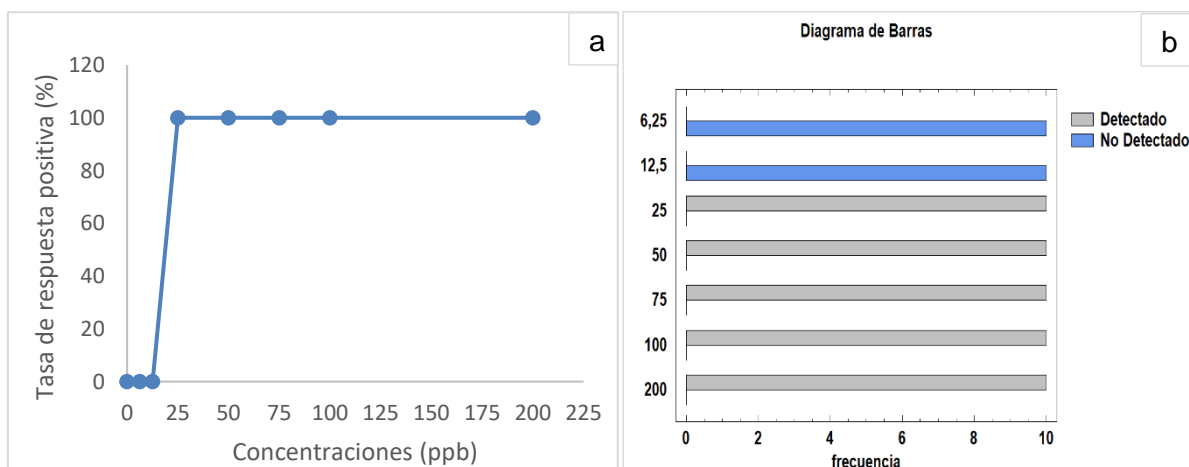 a
120
100
80
60
40
20
0
Tasa de respuesta positiva (%)
0 25 50 75 100 125 150 175 200 225
Concentraciones (ppb)
Diagrama de Barras
b
6,25
12,5
25
50
75
100
200
0 2 4 6 8 10
frecuencia
Detectado
No Detectado